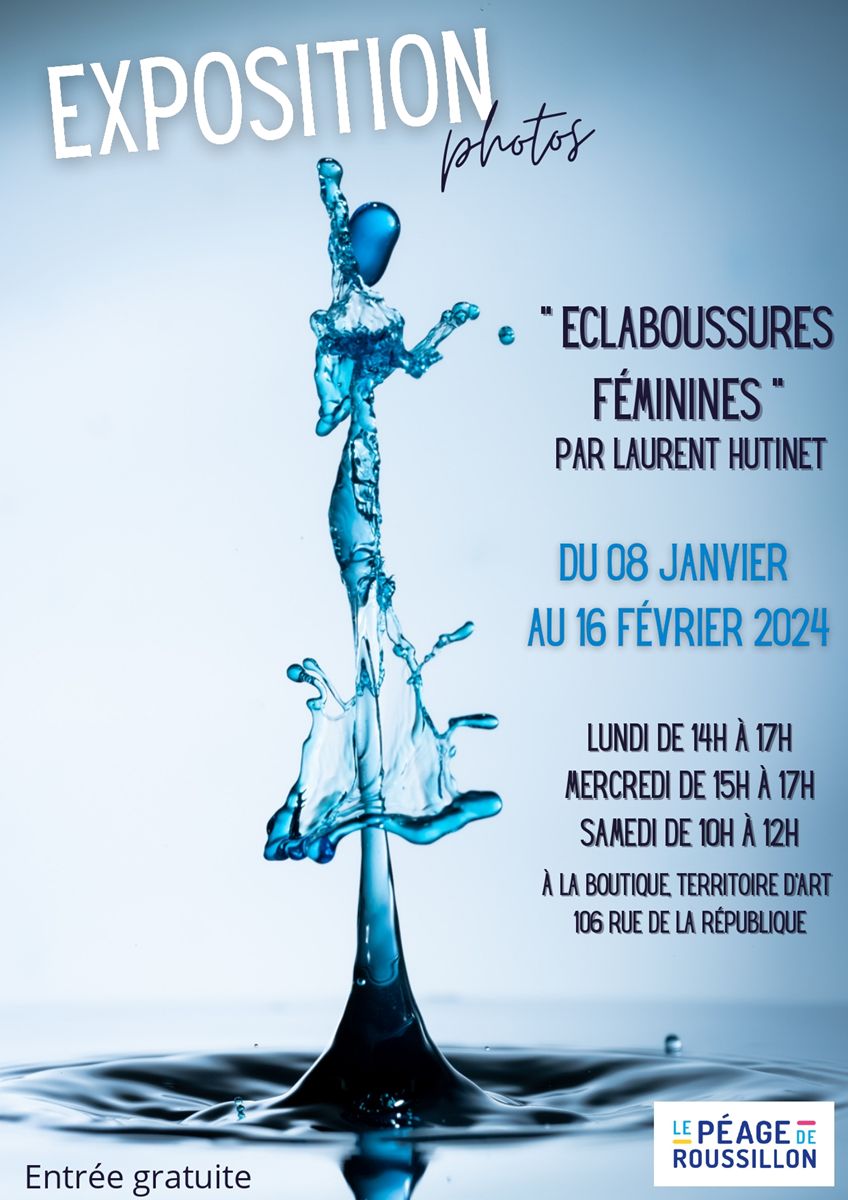 EXPOSITION
photos
" ECLABOUSSURES
FÉMININES "
PAR LAURENT HUTINET
DU 08 JANVIER
AU 16 FÉVRIER 2024
LUNDI DE 14H À 17H
MERCREDI DE 15H À 17H
SAMEDI DE 10H À 12H
À LA BOUTIQUE, TERRITOIRE D'ART
106 RUE DE LA RÉPUBLIQUE
LE PÉAGE DE
ROUSSILLON
Entrée gratuite